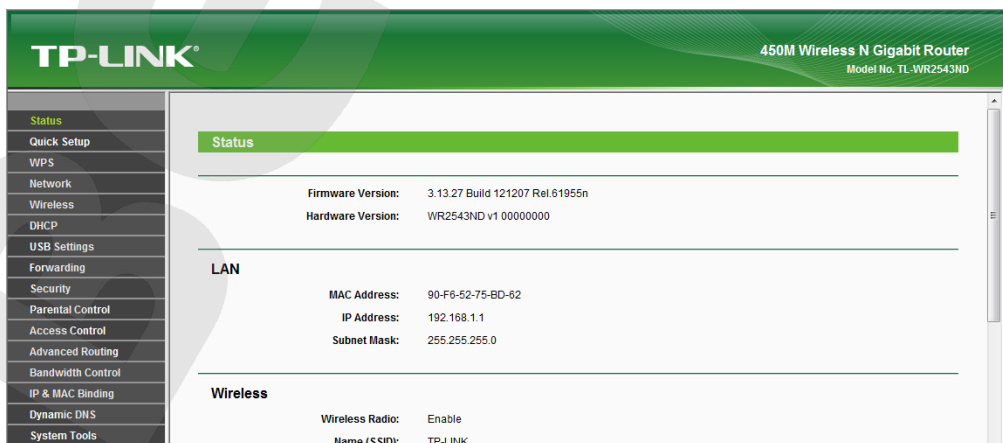 TP-LINK®
450M Wireless N Gigabit Router
Model No. TL-WR2543ND
Status
Quick Setup
WPS
Network
Wireless
DHCP
USB Settings
Forwarding
Security
Parental Control
Access Control
Advanced Routing
Bandwidth Control
IP & MAC Binding
Dynamic DNS
System Tools
Status
Firmware Version: 3.13.27 Build 121207 Rel.61955n
Hardware Version: WR2543ND v1 00000000
LAN
MAC Address: 90-F6-52-75-BD-62
IP Address: 192.168.1.1
Subnet Mask: 255.255.255.0
Wireless
Wireless Radio: Enable
Name (SSID): TP-LINK